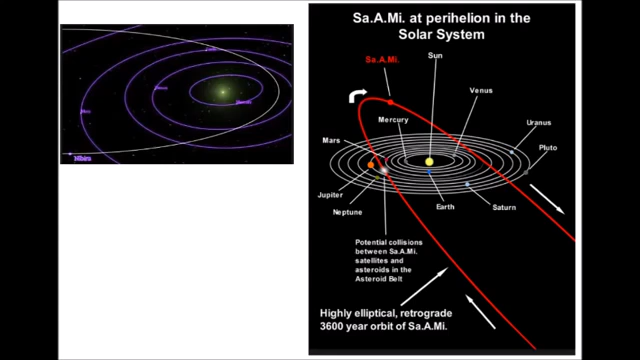 Nibiru
Sa.A.Mi. at perihelion in the
Solar System
Sa.A.Mi.
Sun
Venus
Mercury
Uranus
Mars
Pluto
Jupiter
Neptune
Earth
Saturn
Potential collisions
between Sa.A.Mi.
satellites and
asteroids in the
Asteroid Belt
Highly elliptical, retrograde
3600 year orbit of Sa.A.Mi.